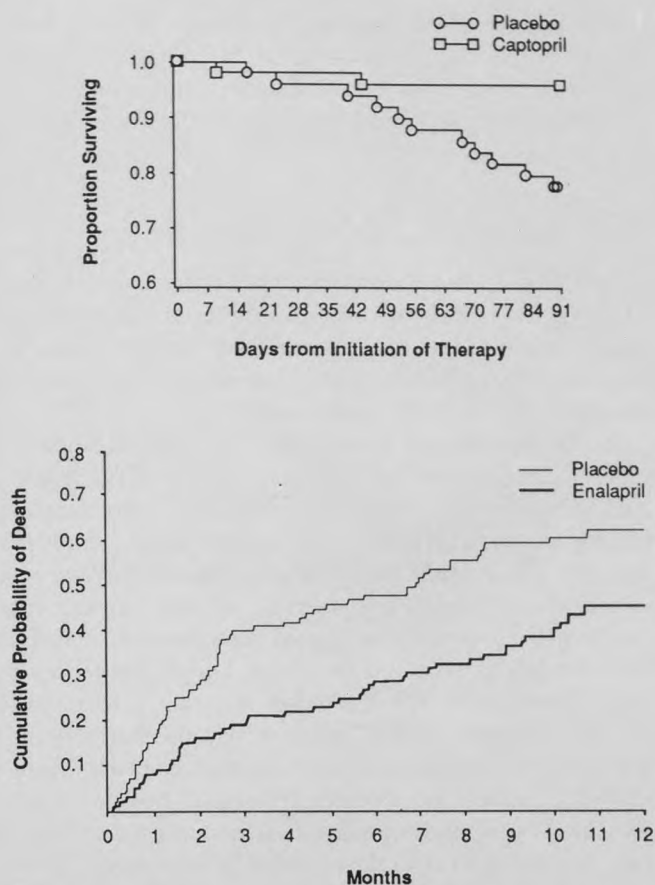 Placebo
Captopril
1.0
0.9
0.8
0.7
0.6
Proportion Surviving
0 7 14 21 28 35 42 49 56 63 70 77 84 91
Days from Initiation of Therapy
Placebo
Enalapril
0.8
0.7
0.6
0.5
0.4
0.3
0.2
0.1
Cumulative Probability of Death
0 1 2 3 4 5 6 7 8 9 10 11 12
Months